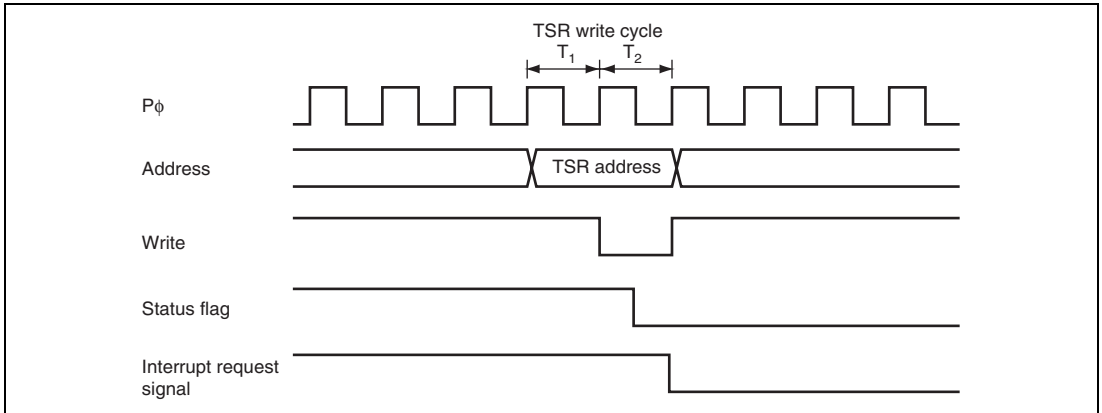 TSR write cycle
T1 T2
Pϕ
Address
TSR address
Write
Status flag
Interrupt request
signal